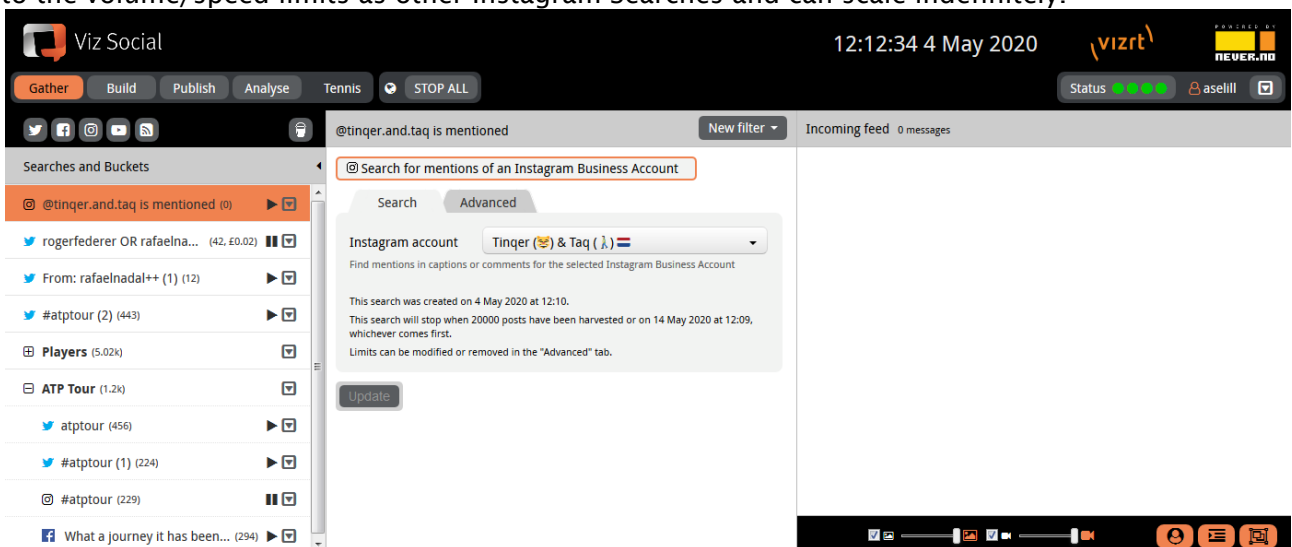 to the volume/speed limits as other Instagram Searches and can scale indefinitely.
Viz Social
12:12:34 4 May 2020
vizrt
POWERED BY
never.no
Gather Build Publish Analyse Tennis STOP ALL
Status aselill
@tinqer.and.taq is mentioned
New filter
Incoming feed 0 messages
Searches and Buckets
Search for mentions of an Instagram Business Account
@tinqer.and.taq is mentioned (0)
rogerfederer OR rafaelna... (42, £0.02)
From: rafaelnadal++ (1) (12)
#atptour (2) (443)
Players (5.02k)
ATP Tour (1.2k)
atptour (456)
#atptour (1) (224)
#atptour (229)
What a journey it has been... (294)
Search Advanced
Instagram account Tinqer (😸) & Taq (🚶) 🇳🇱
Find mentions in captions or comments for the selected Instagram Business Account
This search was created on 4 May 2020 at 12:10.
This search will stop when 20000 posts have been harvested or on 14 May 2020 at 12:09,
whichever comes first.
Limits can be modified or removed in the "Advanced" tab.
Update